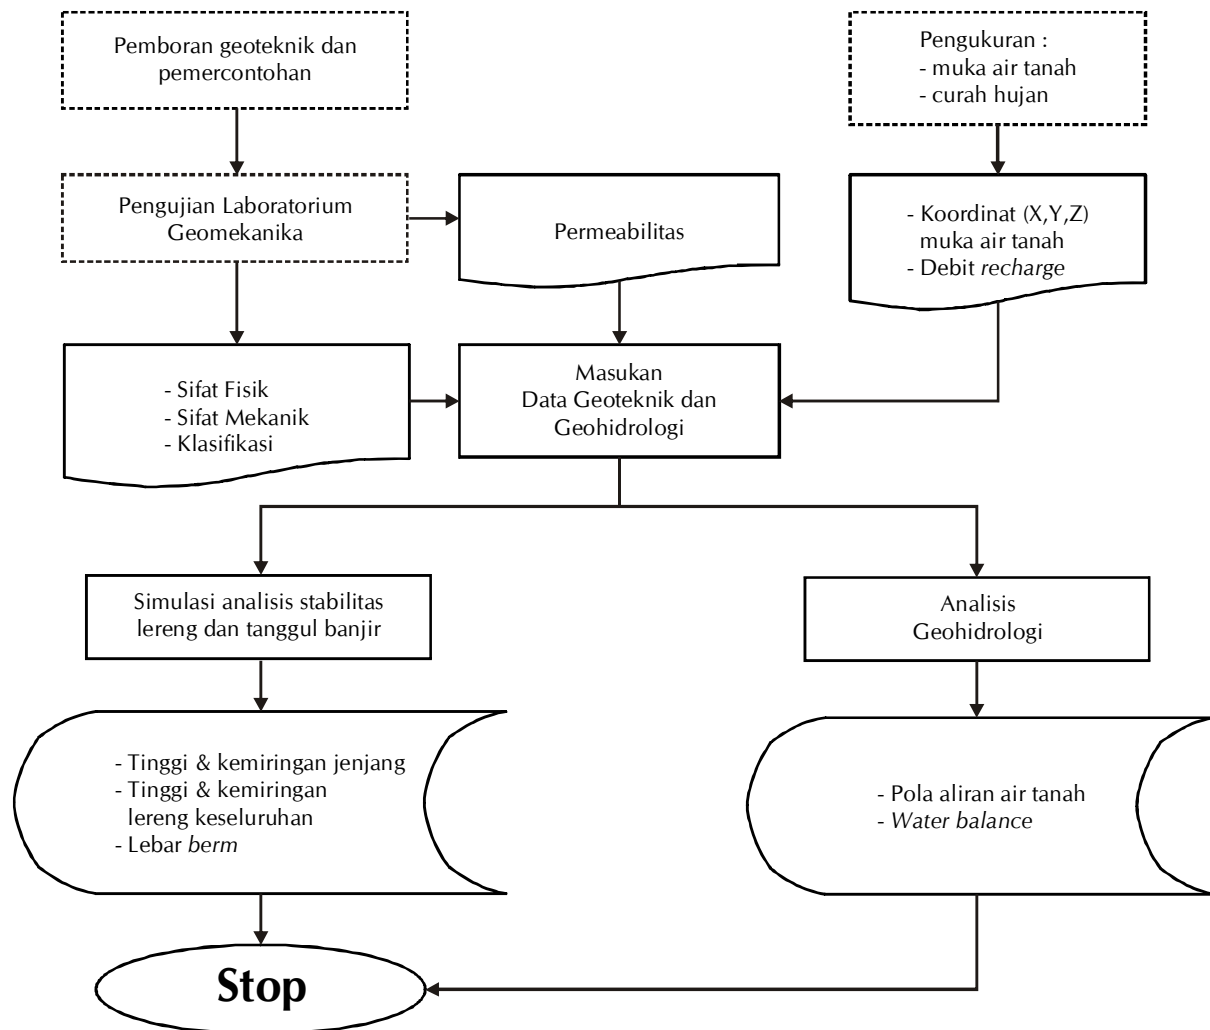 Pemboran geoteknik dan
pemercontohan
Pengukuran :
- muka air tanah
- curah hujan
Pengujian Laboratorium
Geomekanika
Permeabilitas
- Koordinat (X,Y,Z)
muka air tanah
- Debit recharge
- Sifat Fisik
- Sifat Mekanik
- Klasifikasi
Masukan
Data Geoteknik dan
Geohidrologi
Simulasi analisis stabilitas
lereng dan tanggul banjir
Analisis
Geohidrologi
- Tinggi & kemiringan jenjang
- Tinggi & kemiringan
lereng keseluruhan
- Lebar berm
- Pola aliran air tanah
- Water balance
Stop